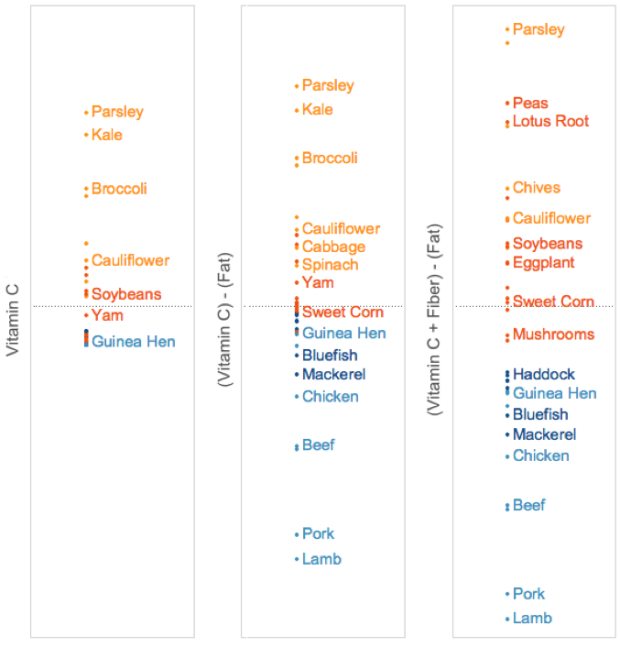 Vitamin C
Parsley
Kale
Broccoli
Cauliflower
Soybeans
Yam
Guinea Hen
(Vitamin C) - (Fat)
Parsley
Kale
Broccoli
Cauliflower
Cabbage
Spinach
Yam
Sweet Corn
Guinea Hen
Bluefish
Mackerel
Chicken
Beef
Pork
Lamb
(Vitamin C + Fiber) - (Fat)
Parsley
Peas
Lotus Root
Chives
Cauliflower
Soybeans
Eggplant
Sweet Corn
Mushrooms
Haddock
Guinea Hen
Bluefish
Mackerel
Chicken
Beef
Pork
Lamb